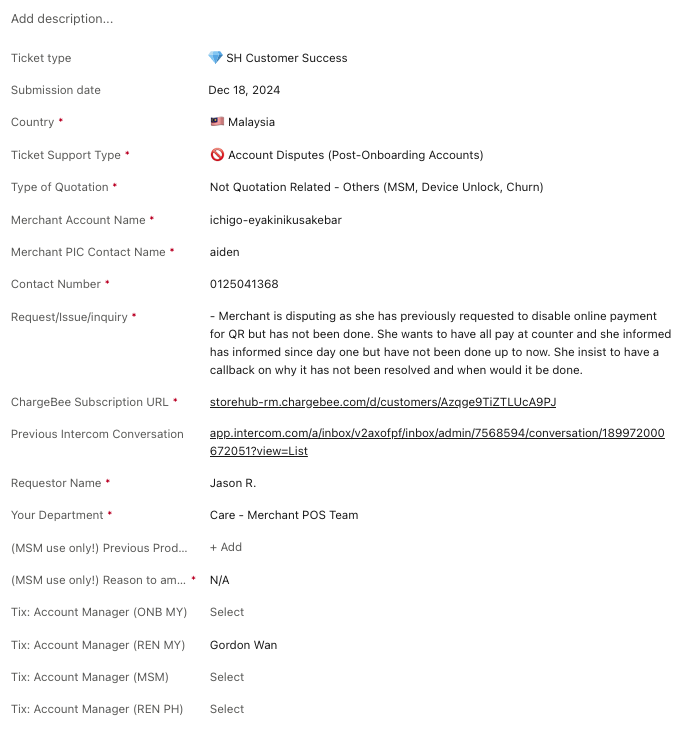 Add description...
Ticket type 💎 SH Customer Success
Submission date Dec 18, 2024
Country * 🇲🇾 Malaysia
Ticket Support Type * 🚫 Account Disputes (Post-Onboarding Accounts)
Type of Quotation * Not Quotation Related - Others (MSM, Device Unlock, Churn)
Merchant Account Name * ichigo-eyakinikusakebar
Merchant PIC Contact Name * aiden
Contact Number * 0125041368
Request/Issue/inquiry * - Merchant is disputing as she has previously requested to disable online payment
for QR but has not been done. She wants to have all pay at counter and she informed
has informed since day one but have not been done up to now. She insist to have a
callback on why it has not been resolved and when would it be done.
ChargeBee Subscription URL * storehub-rm.chargebee.com/d/customers/Azqge9TiZTLUcA9PJ
Previous Intercom Conversation app.intercom.com/a/inbox/v2axofpf/inbox/admin/7568594/conversation/189972000
672051?view=List
Requestor Name * Jason R.
Your Department * Care - Merchant POS Team
(MSM use only!) Previous Prod... + Add
(MSM use only!) Reason to am... * N/A
Tix: Account Manager (ONB MY) Select
Tix: Account Manager (REN MY) Gordon Wan
Tix: Account Manager (MSM) Select
Tix: Account Manager (REN PH) Select